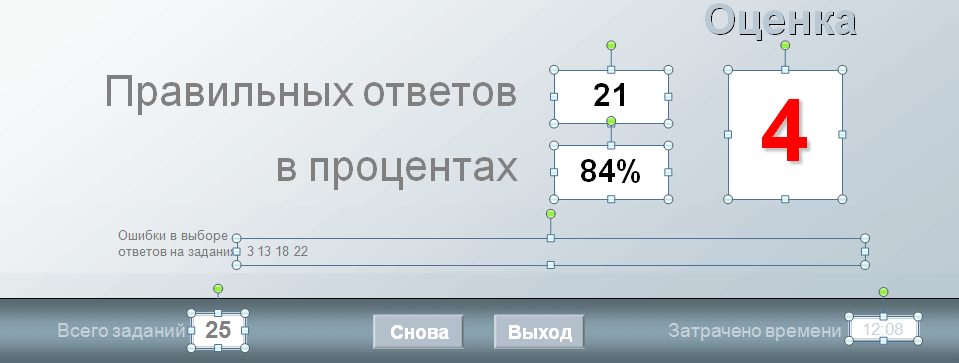 Оценка
Правильных ответов 21
4
в процентах 84%
Ошибки в выборе
ответов на задания 3 13 18 22
Всего заданий 25 Снова Выход Затрачено времени 12:08